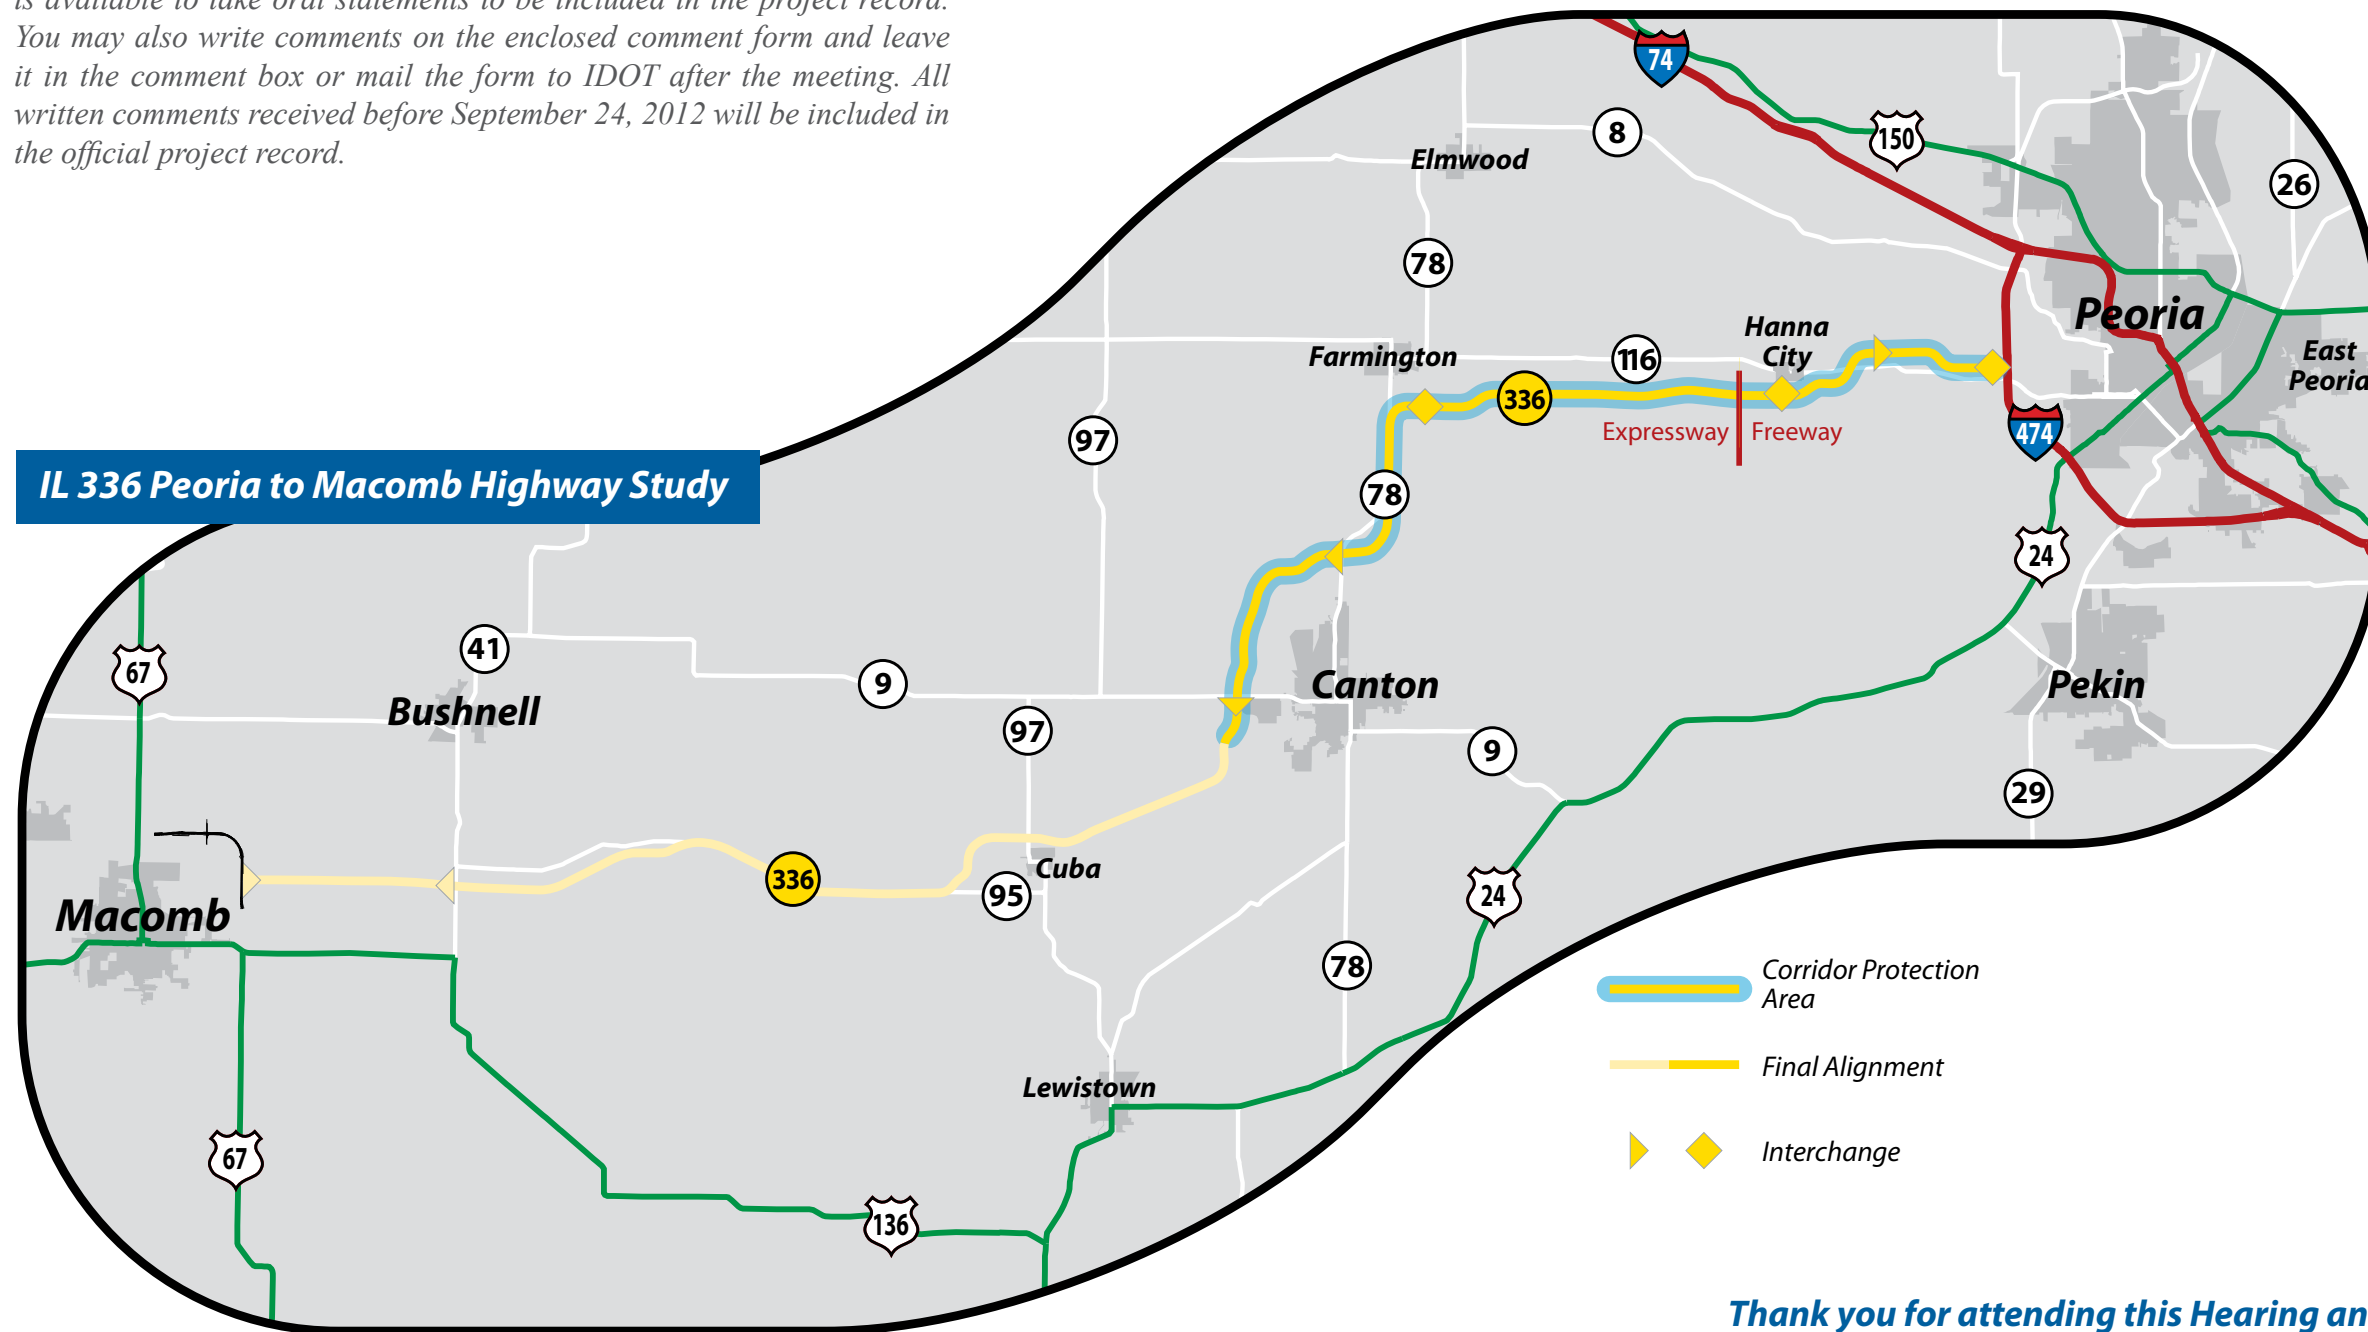 is available to take oral statements to be included in the project record.
You may also write comments on the enclosed comment form and leave
it in the comment box or mail the form to IDOT after the meeting. All
written comments received before September 24, 2012 will be included in
the official project record.
IL 336 Peoria to Macomb Highway Study
74
8
150
Elmwood
26
78
Peoria
Hanna
City
116
Farmington
East
Peoria
336
97
Expressway
Freeway
474
78
24
41
67
9
Canton
Pekin
Bushnell
97
9
29
Cuba
336
95
24
Macomb
78
Lewistown
67
136
Corridor Protection
Area
Final Alignment
Interchange
Thank you for attending this Hearing an